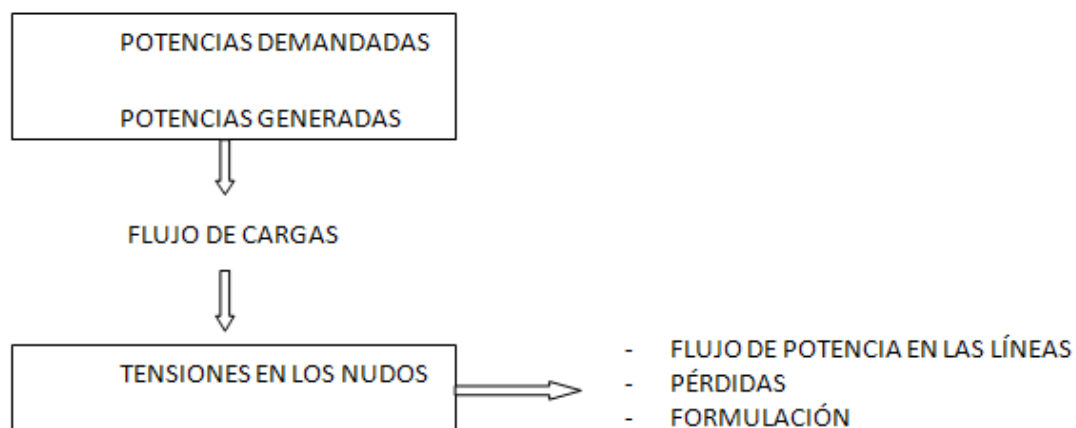 POTENCIAS DEMANDADAS
POTENCIAS GENERADAS
FLUJO DE CARGAS
TENSIONES EN LOS NUDOS
- FLUJO DE POTENCIA EN LAS LÍNEAS
- PÉRDIDAS
- FORMULACIÓN